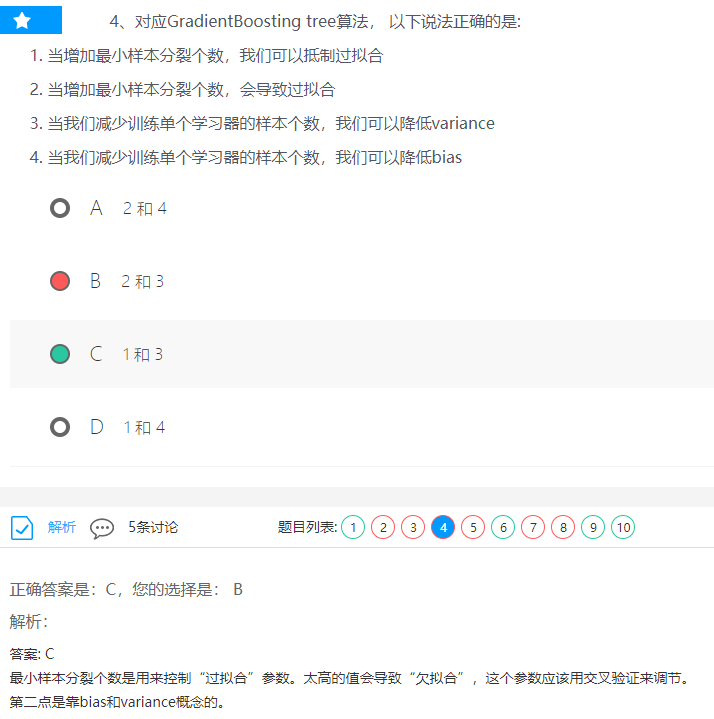 4、对应GradientBoosting tree算法， 以下说法正确的是:
1. 当增加最小样本分裂个数，我们可以抵制过拟合
2. 当增加最小样本分裂个数，会导致过拟合
3. 当我们减少训练单个学习器的样本个数，我们可以降低variance
4. 当我们减少训练单个学习器的样本个数，我们可以降低bias
A 2 和 4
B 2 和 3
C 1 和 3
D 1 和 4
解析 5条讨论 题目列表: 1 2 3 4 5 6 7 8 9 10
正确答案是：C，您的选择是： B
解析：
答案: C
最小样本分裂个数是用来控制“过拟合”参数。太高的值会导致“欠拟合”，这个参数应该用交叉验证来调节。
第二点是靠bias和variance概念的。